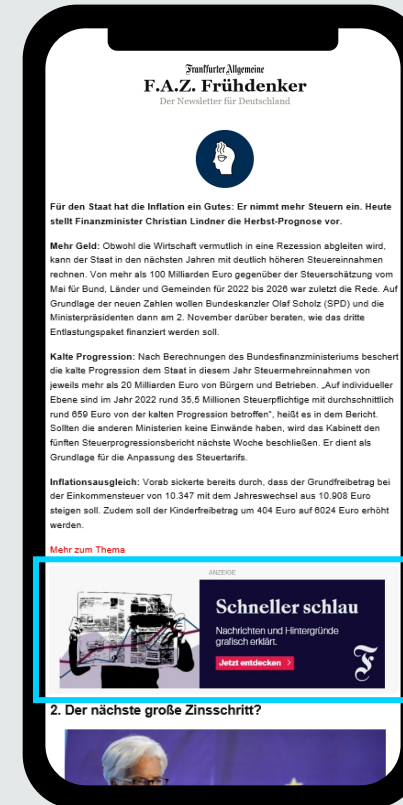 Frankfurter Allgemeine
F.A.Z. Frühdenker
Der Newsletter für Deutschland
Für den Staat hat die Inflation ein Gutes: Er nimmt mehr Steuern ein. Heute
stellt Finanzminister Christian Lindner die Herbst-Prognose vor.
Mehr Geld: Obwohl die Wirtschaft vermutlich in eine Rezession abgleiten wird,
kann der Staat in den nächsten Jahren mit deutlich höheren Steuereinnahmen
rechnen. Von mehr als 100 Milliarden Euro gegenüber der Steuerschätzung vom
Mai für Bund, Länder und Gemeinden für 2022 bis 2026 war zuletzt die Rede. Auf
Grundlage der neuen Zahlen wollen Bundeskanzler Olaf Scholz (SPD) und die
Ministerpräsidenten dann am 2. November darüber beraten, wie das dritte
Entlastungspaket finanziert werden soll.
Kalte Progression: Nach Berechnungen des Bundesfinanzministeriums beschert
die kalte Progression dem Staat in diesem Jahr Steuermehreinnahmen von
jeweils mehr als 20 Milliarden Euro von Bürgern und Betrieben. „Auf individueller
Ebene sind im Jahr 2022 rund 35,5 Millionen Steuerpflichtige mit durchschnittlich
rund 659 Euro von der kalten Progression betroffen", heißt es in dem Bericht.
Sollten die anderen Ministerien keine Einwände haben, wird das Kabinett den
fünften Steuerprogressionsbericht nächste Woche beschließen. Er dient als
Grundlage für die Anpassung des Steuertarifs.
Inflationsausgleich: Vorab sickerte bereits durch, dass der Grundfreibetrag bei
der Einkommensteuer von 10.347 mit dem Jahreswechsel aus 10.908 Euro
steigen soll. Zudem soll der Kinderfreibetrag um 404 Euro auf 6024 Euro erhöht
werden.
Mehr zum Thema
ANZEIGE
Schneller schlau
Nachrichten und Hintergründe
grafisch erklärt.
Jetzt entdecken >
F
2. Der nächste große Zinsschritt?